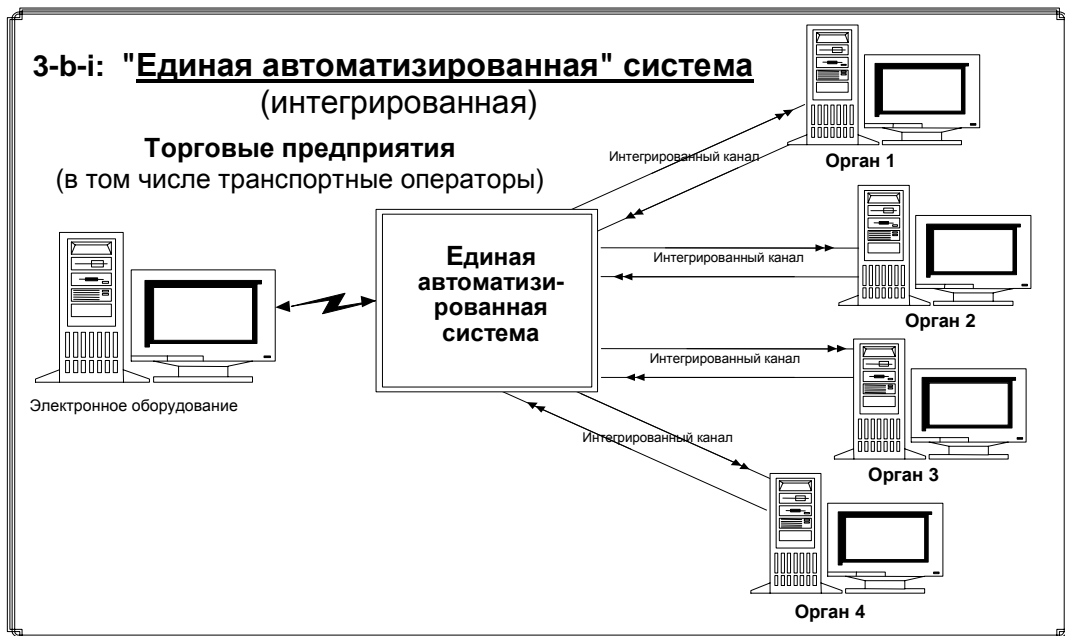 3-b-i: "Единая автоматизированная" система
(интегрированная)
Торговые предприятия
(в том числе транспортные операторы)
Электронное оборудование
Единая
автоматизи-
рованная
система
Интегрированный канал
Орган 1
Интегрированный канал
Орган 2
Интегрированный канал
Орган 3
Интегрированный канал
Орган 4